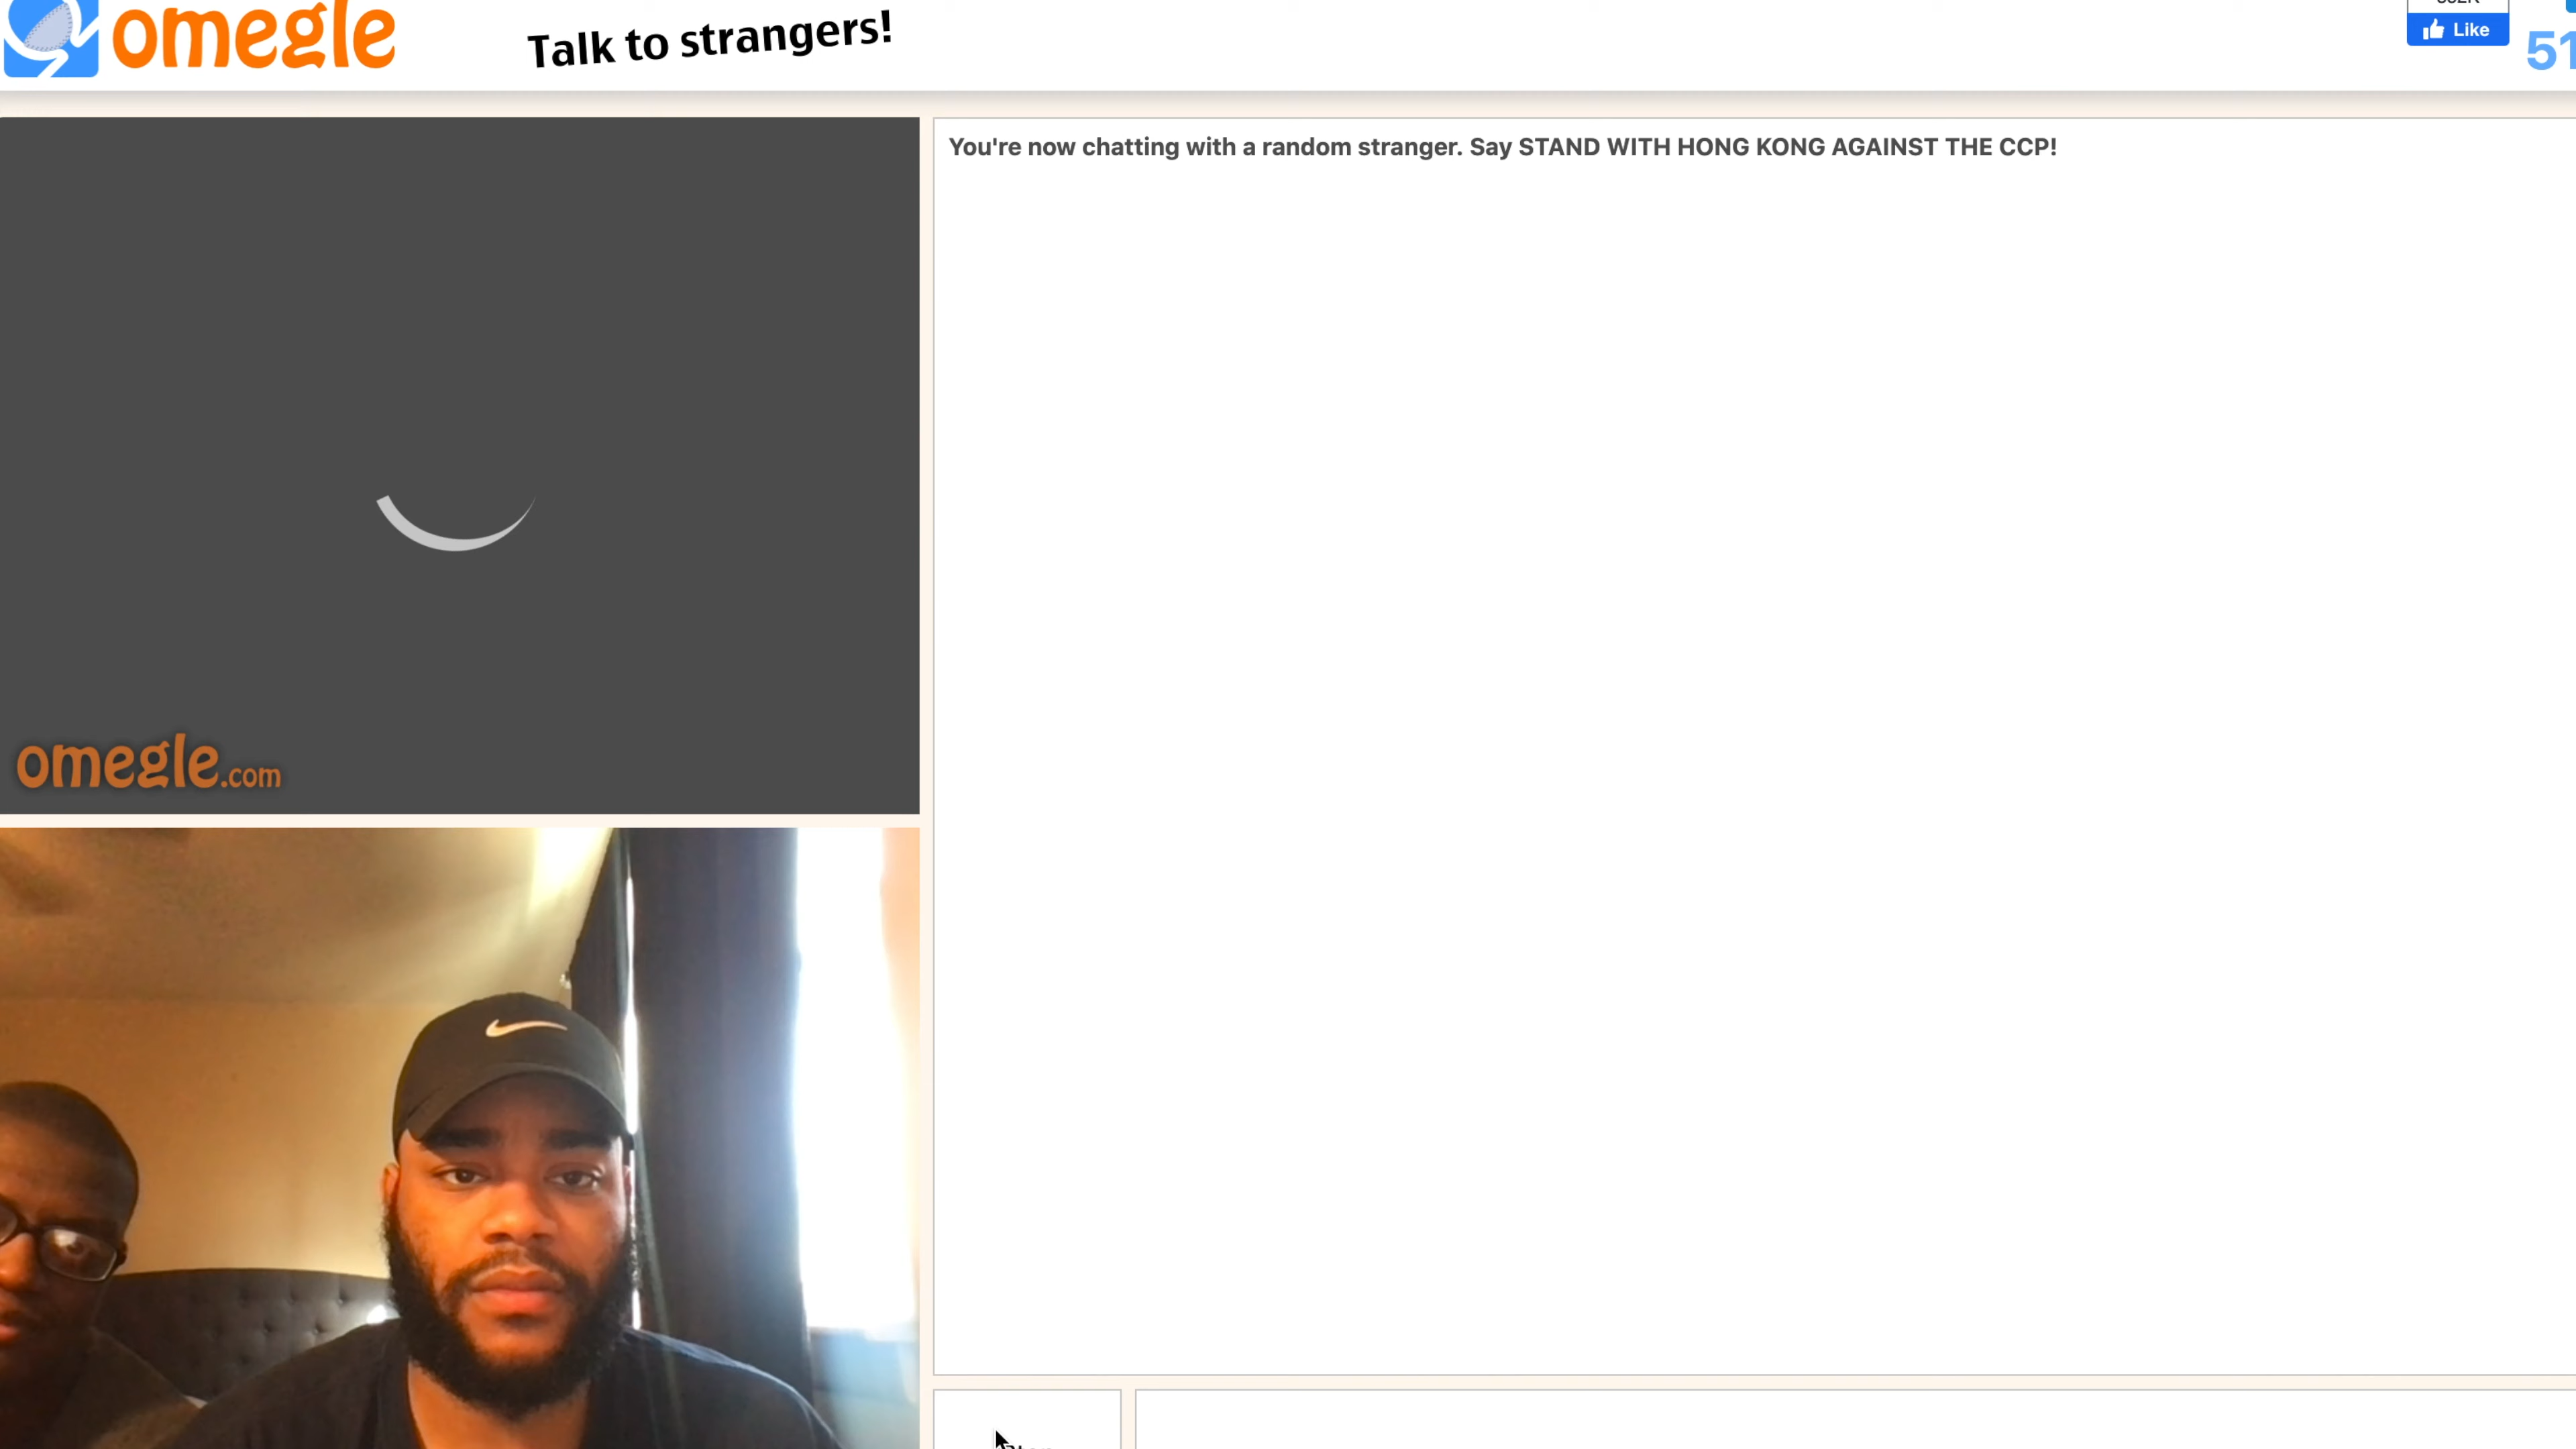 omegle
Talk to strangers!
Like
51
You're now chatting with a random stranger. Say STAND WITH HONG KONG AGAINST THE CCP!
omegle.com